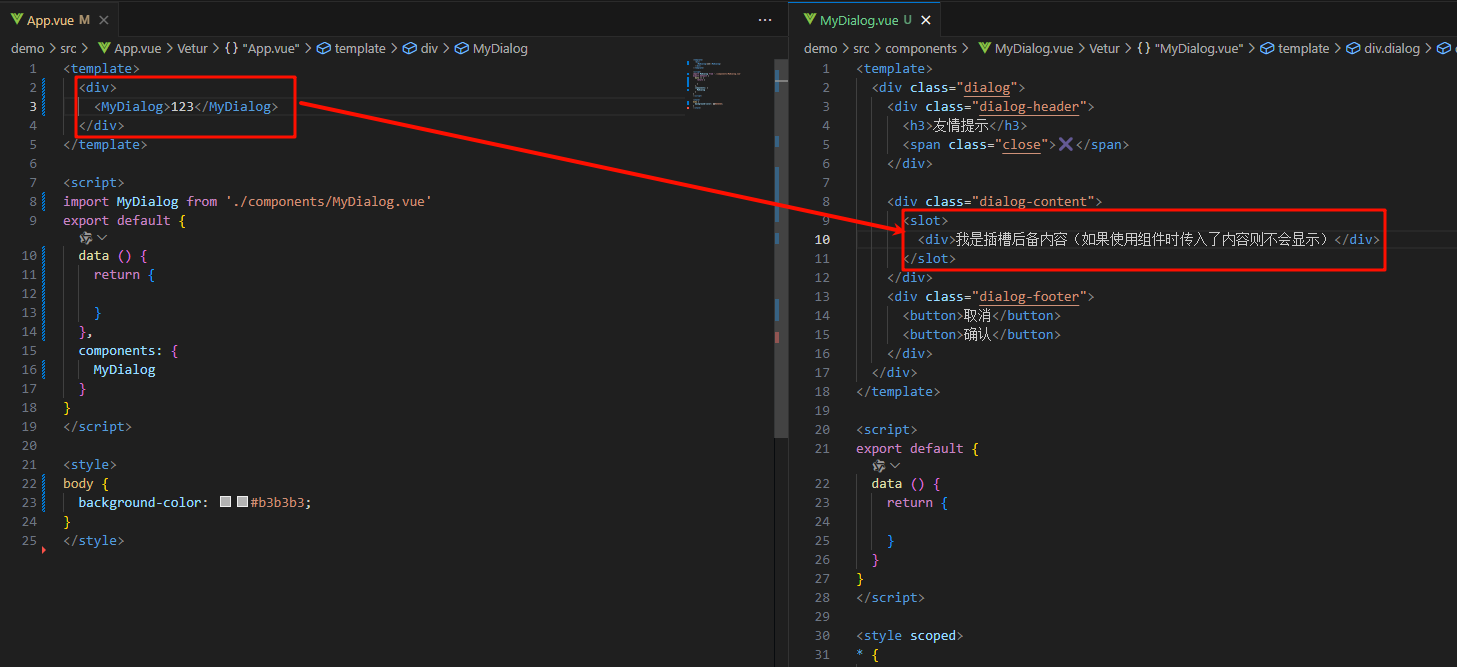 App.vue M ×
demo > src > App.vue > Vetur > {} "App.vue" > template > div > MyDialog
1 <template>
2 <div>
3 <MyDialog>123</MyDialog>
4 </div>
5 </template>
6
7 <script>
8 import MyDialog from './components/MyDialog.vue'
9 export default {
10 data () {
11 return {
12
13 }
14 },
15 components: {
16 MyDialog
17 }
18 }
19 </script>
20
21 <style>
22 body {
23 background-color: #b3b3b3;
24 }
25 </style>
MyDialog.vue U ×
demo > src > components > MyDialog.vue > Vetur > {} "MyDialog.vue" > template > div.dialog >
1 <template>
2 <div class="dialog">
3 <div class="dialog-header">
4 <h3>友情提示</h3>
5 <span class="close">✖️</span>
6 </div>
7
8 <div class="dialog-content">
9 <slot>
10 <div>我是插槽后备内容（如果使用组件时传入了内容则不会显示）</div>
11 </slot>
12 </div>
13 <div class="dialog-footer">
14 <button>取消</button>
15 <button>确认</button>
16 </div>
17 </div>
18 </template>
19
20 <script>
21 export default {
22 data () {
23 return {
24
25 }
26 }
27 }
28 </script>
29
30 <style scoped>
31 * {